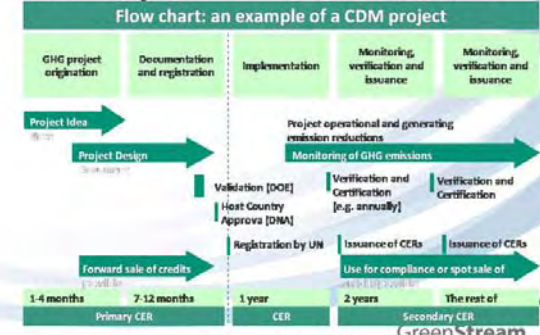 Flow chart: an example of a CDM project
GHG project
origination
Documentation
and registration
Implementation
Monitoring,
verification and
issuance
Monitoring,
verification and
issuance
Project Idea
Project operational and generating
emission reductions
Project Design
Monitoring of GHG emissions
Validation (DOE)
Host Country
Approva (DNA)
Verification and
Certification
[e.g. annually]
Verification and
Certification
Registration by UN
Issuance of CERs
Issuance of CERs
Forward sale of credits
Use for compliance or spot sale of
1-4 months
7-12 months
1 year
2 years
The rest of
Primary CER
CER
Secondary CER
GreenStream